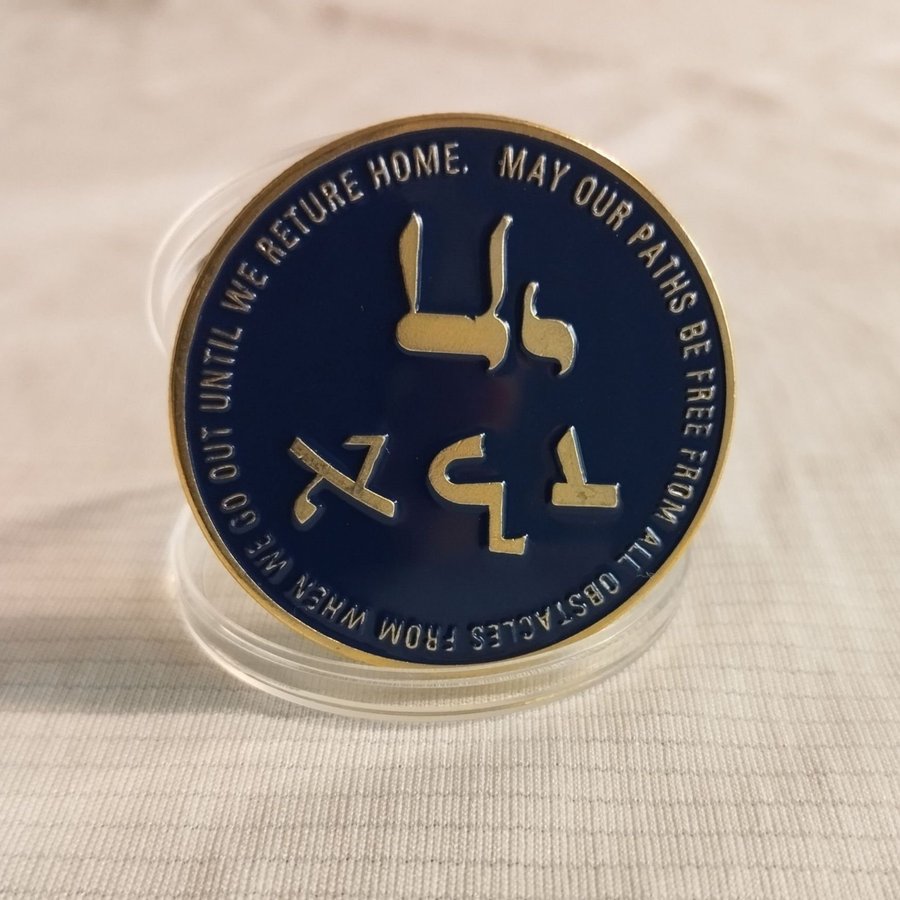 MAY OUR PATHS BE FREE FROM ALL OBSTACLES FROM WHEN WE GO OUT UNTIL WE RETURE HOME.